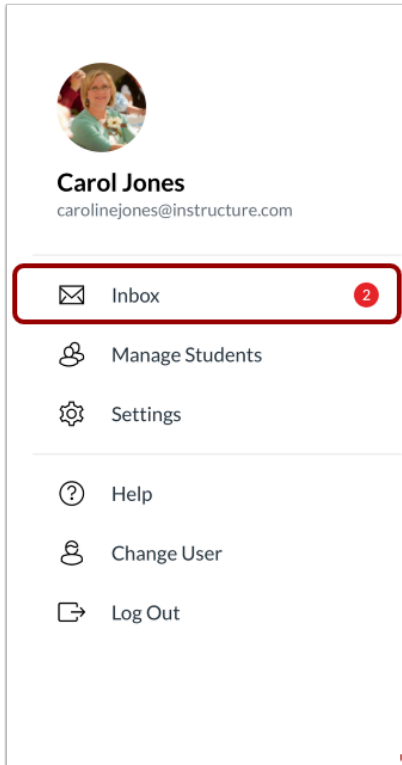 Carol Jones
carolinejones@instructure.com
Inbox 2
Manage Students
Settings
Help
Change User
Log Out